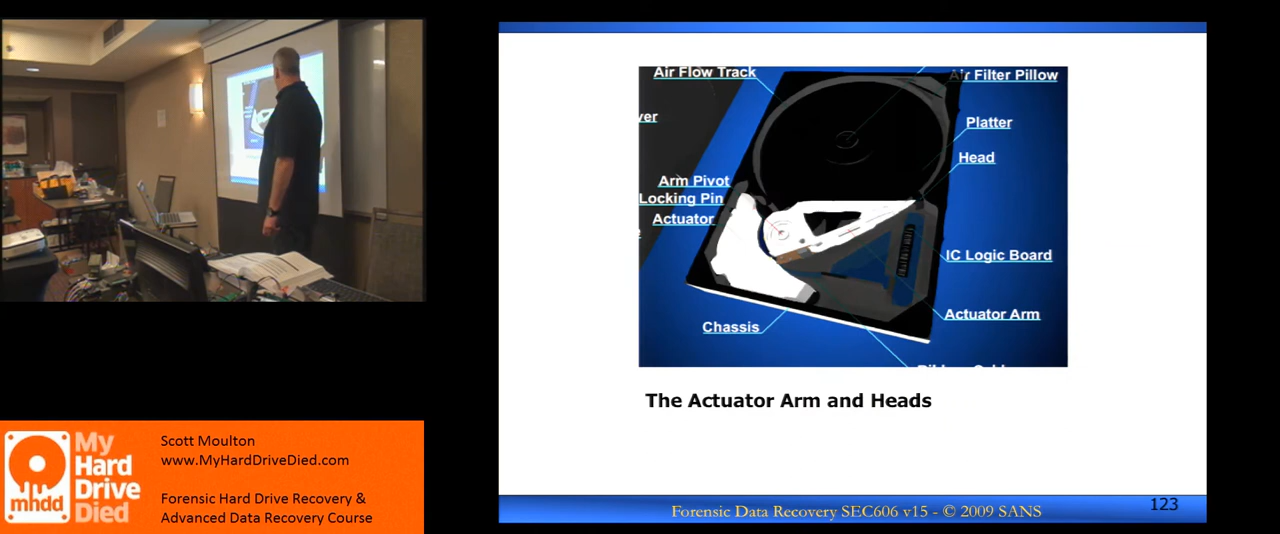 Air Flow Track
Air Filter Pillow
ver
Platter
Head
Arm Pivot
Locking Pin
Actuator
IC Logic Board
Actuator Arm
Chassis
The Actuator Arm and Heads
Forensic Data Recovery SEC606 v15 - © 2009 SANS
123
My
Hard
Drive
Died
mhdd
Scott Moulton
www.MyHardDriveDied.com
Forensic Hard Drive Recovery &
Advanced Data Recovery Course